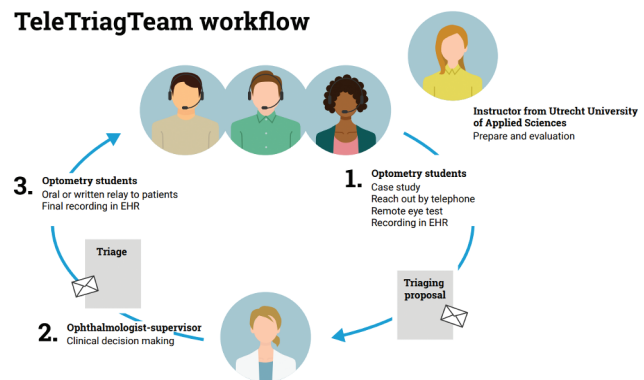 TeleTriagTeam workflow
Instructor from Utrecht University
of Applied Sciences
Prepare and evaluation
1. Optometry students
Case study
Reach out by telephone
Remote eye test
Recording in EHR
Triaging
proposal
2. Ophthalmologist-supervisor
Clinical decision making
Triage
3. Optometry students
Oral or written relay to patients
Final recording in EHR